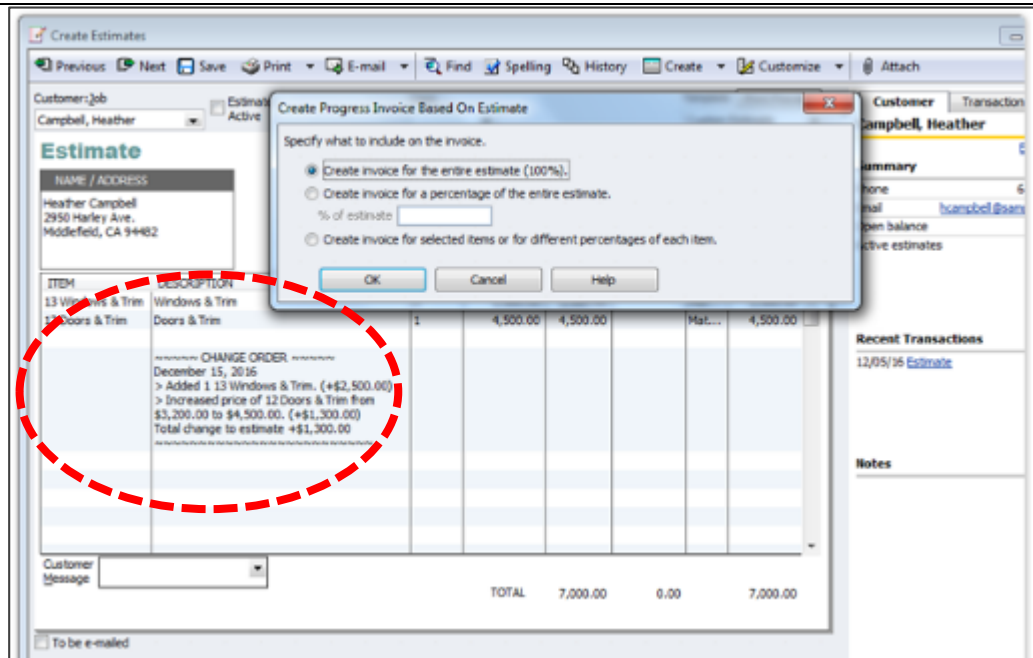 Create Estimates
Previous Next Save Print E-mail Find Spelling History Create Customize Attach
Customer:Job
Campbell, Heather
Active
Create Progress Invoice Based On Estimate
Specify what to include on the invoice.
Create invoice for the entire estimate (100%).
Create invoice for a percentage of the entire estimate.
% of estimate
Create invoice for selected items or for different percentages of each item.
OK Cancel Help
Customer Transaction
Campbell, Heather
Estimate
NAME / ADDRESS
Heather Campbell
2950 Harley Ave.
Middlefield, CA 94482
ITEM DESCRIPTION
13 Windows & Trim Windows & Trim
Doors & Trim Doors & Trim 1 4,500.00 4,500.00 Mat... 4,500.00
~~~~~ CHANGE ORDER ~~~~~
December 15, 2016
> Added 1 13 Windows & Trim. (+$2,500.00)
> Increased price of 12 Doors & Trim from
$3,200.00 to $4,500.00. (+$1,300.00)
Total change to estimate +$1,300.00
~~~~~~~~~~~~~~~~~~~~~~~~~
Open balance
Recent Transactions
12/05/16 Estimate
Notes
Customer
Message
TOTAL 7,000.00 0.00 7,000.00
To be e-mailed